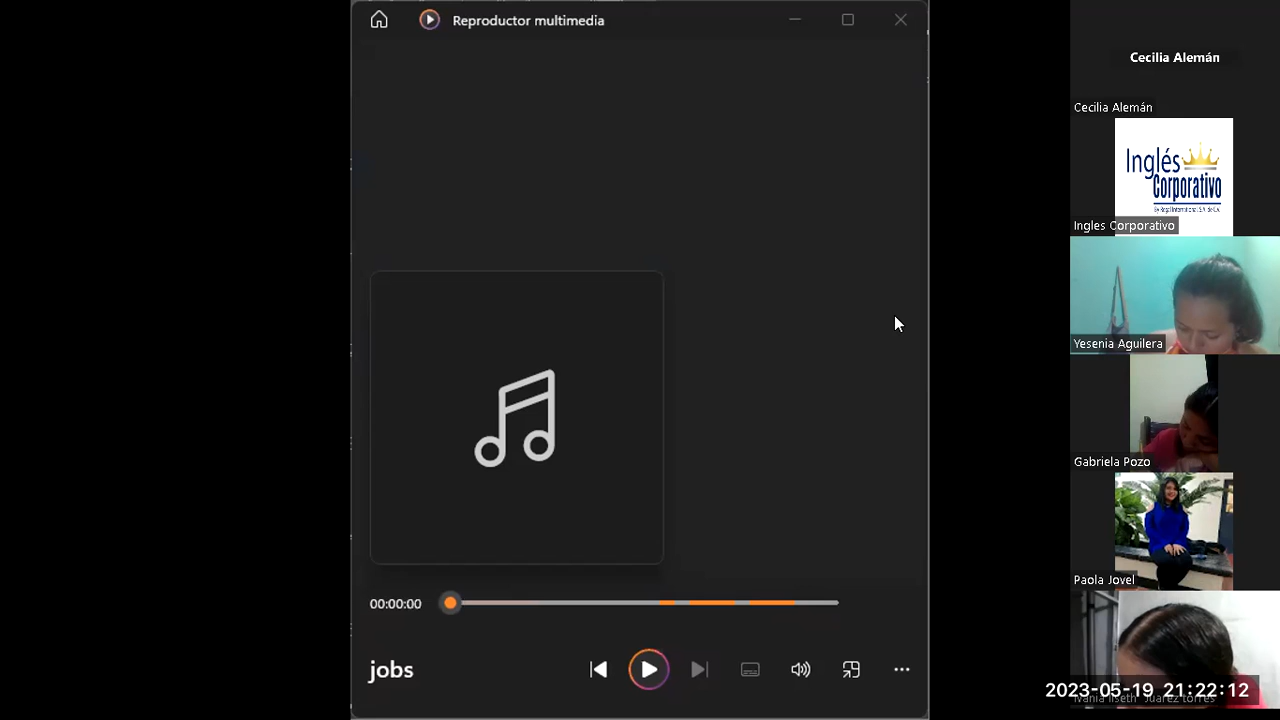 Reproductor multimedia
00:00:00
jobs
Cecilia Alemán
Cecilia Alemán
Inglés
Corporativo
Ingles Corporativo
Yesenia Aguilera
Gabriela Pozo
Paola Jovel
2023-05-19 21:22:12